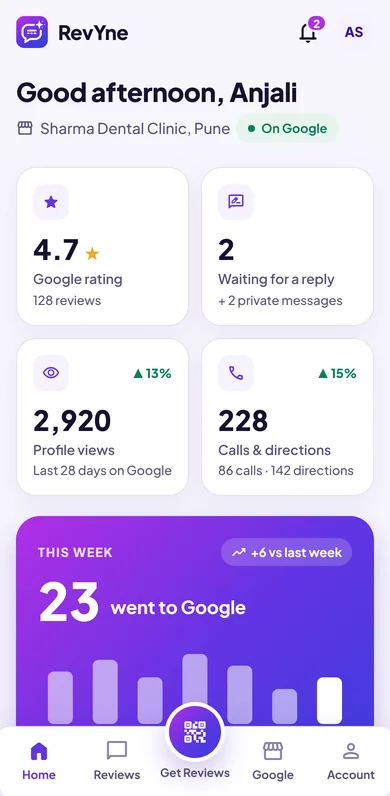 RevYne
2
AS
Good afternoon, Anjali
Sharma Dental Clinic, Pune
On Google
4.7 ★
Google rating
128 reviews
2
Waiting for a reply
+ 2 private messages
▲13%
2,920
Profile views
Last 28 days on Google
▲15%
228
Calls & directions
86 calls · 142 directions
THIS WEEK
+6 vs last week
23 went to Google
Home
Reviews
Get Reviews
Google
Account